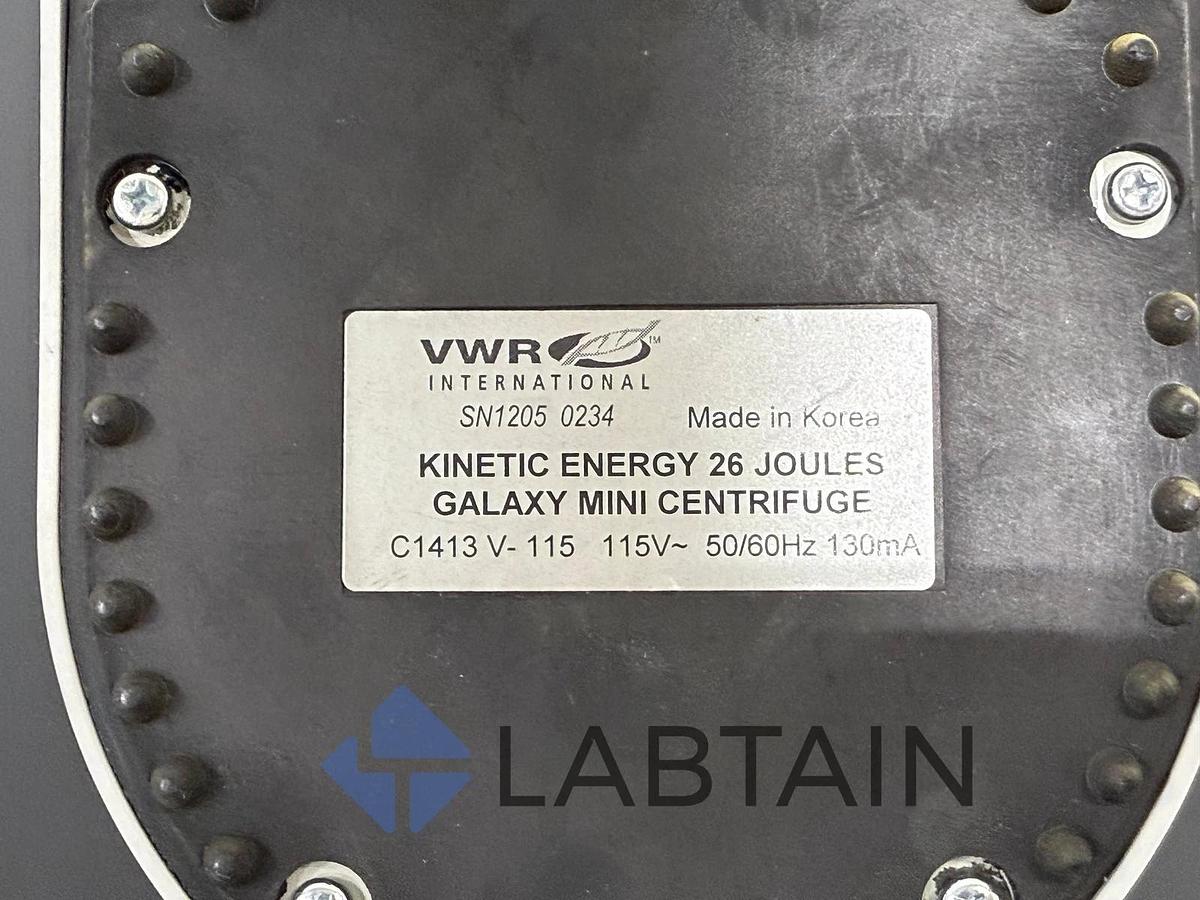 VWR™
INTERNATIONAL
SN1205 0234 Made in Korea
KINETIC ENERGY 26 JOULES
GALAXY MINI CENTRIFUGE
C1413 V- 115 115V~ 50/60Hz 130mA
LABTAIN